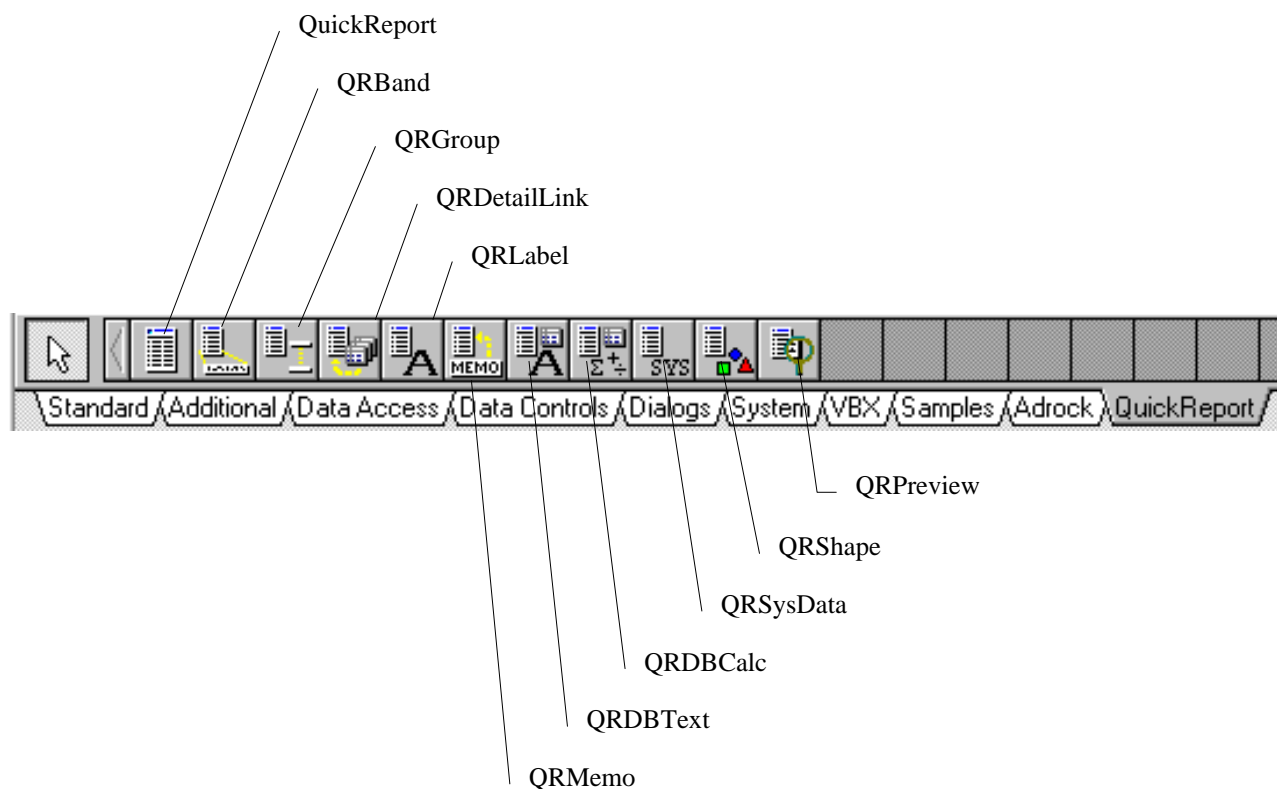 QuickReport
QRBand
QRGroup
QRDetailLink
QRLabel
MEMO
A
A
Σ + ÷
SYS
Standard Additional Data Access Data Controls Dialogs System VBX Samples Adrock QuickReport
QRPreview
QRShape
QRSysData
QRDBCalc
QRDBText
QRMemo